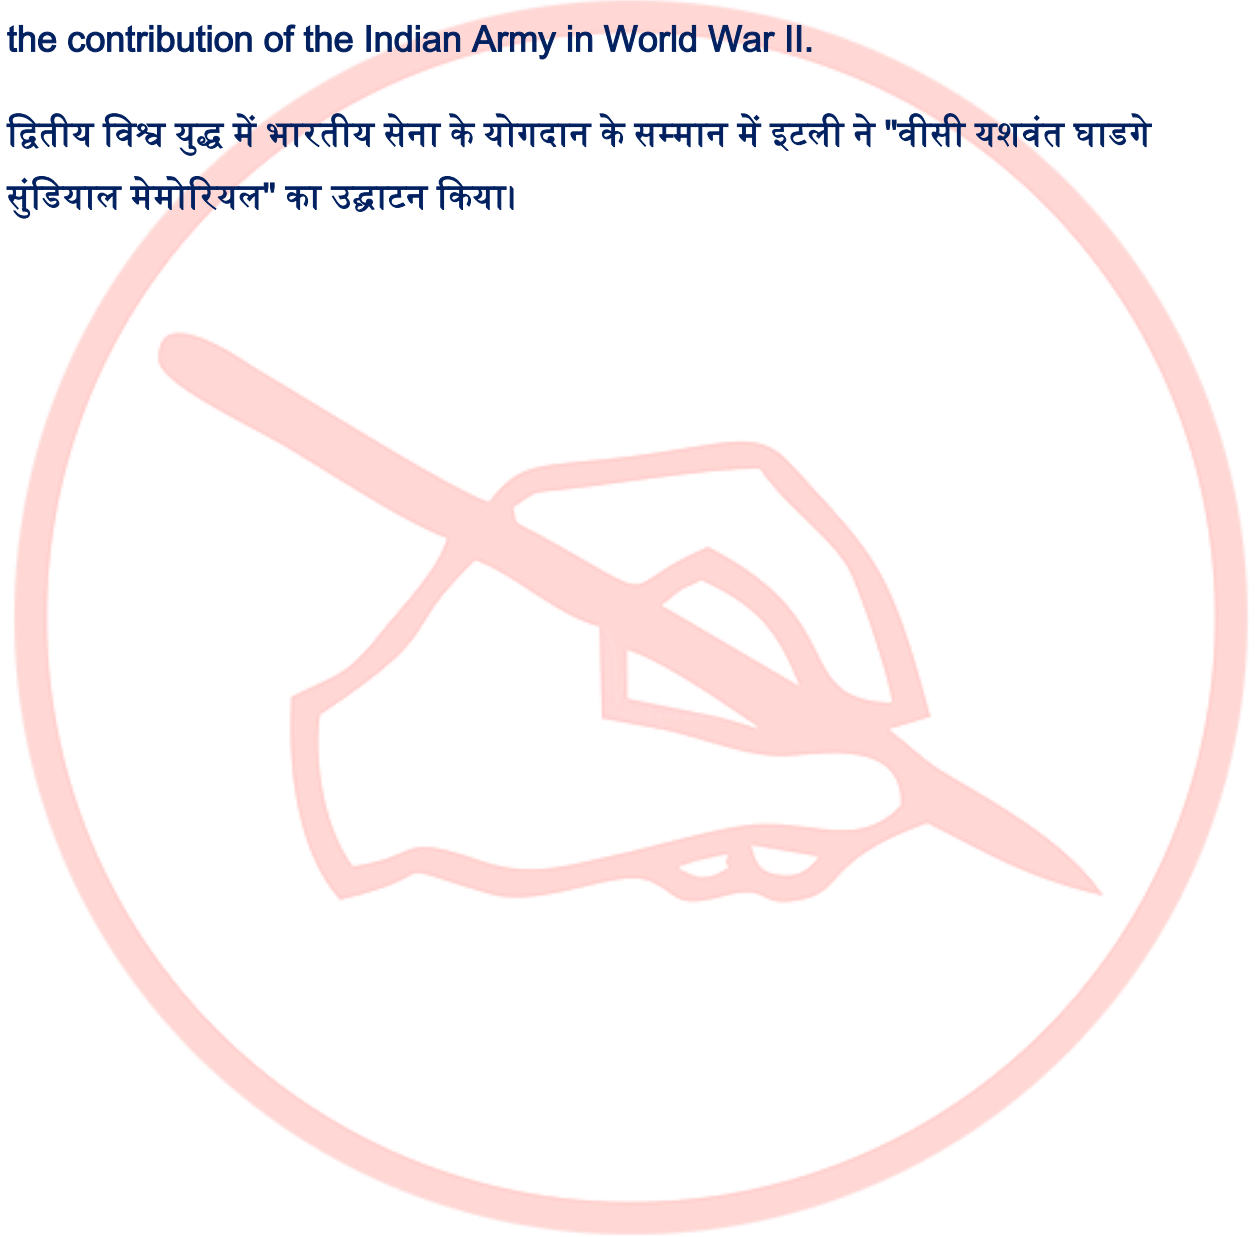 the contribution of the Indian Army in World War II.
द्वितीय विश्व युद्ध में भारतीय सेना के योगदान के सम्मान में इटली ने "वीसी यशवंत घाडगे
सुंडियाल मेमोरियल" का उद्घाटन किया।